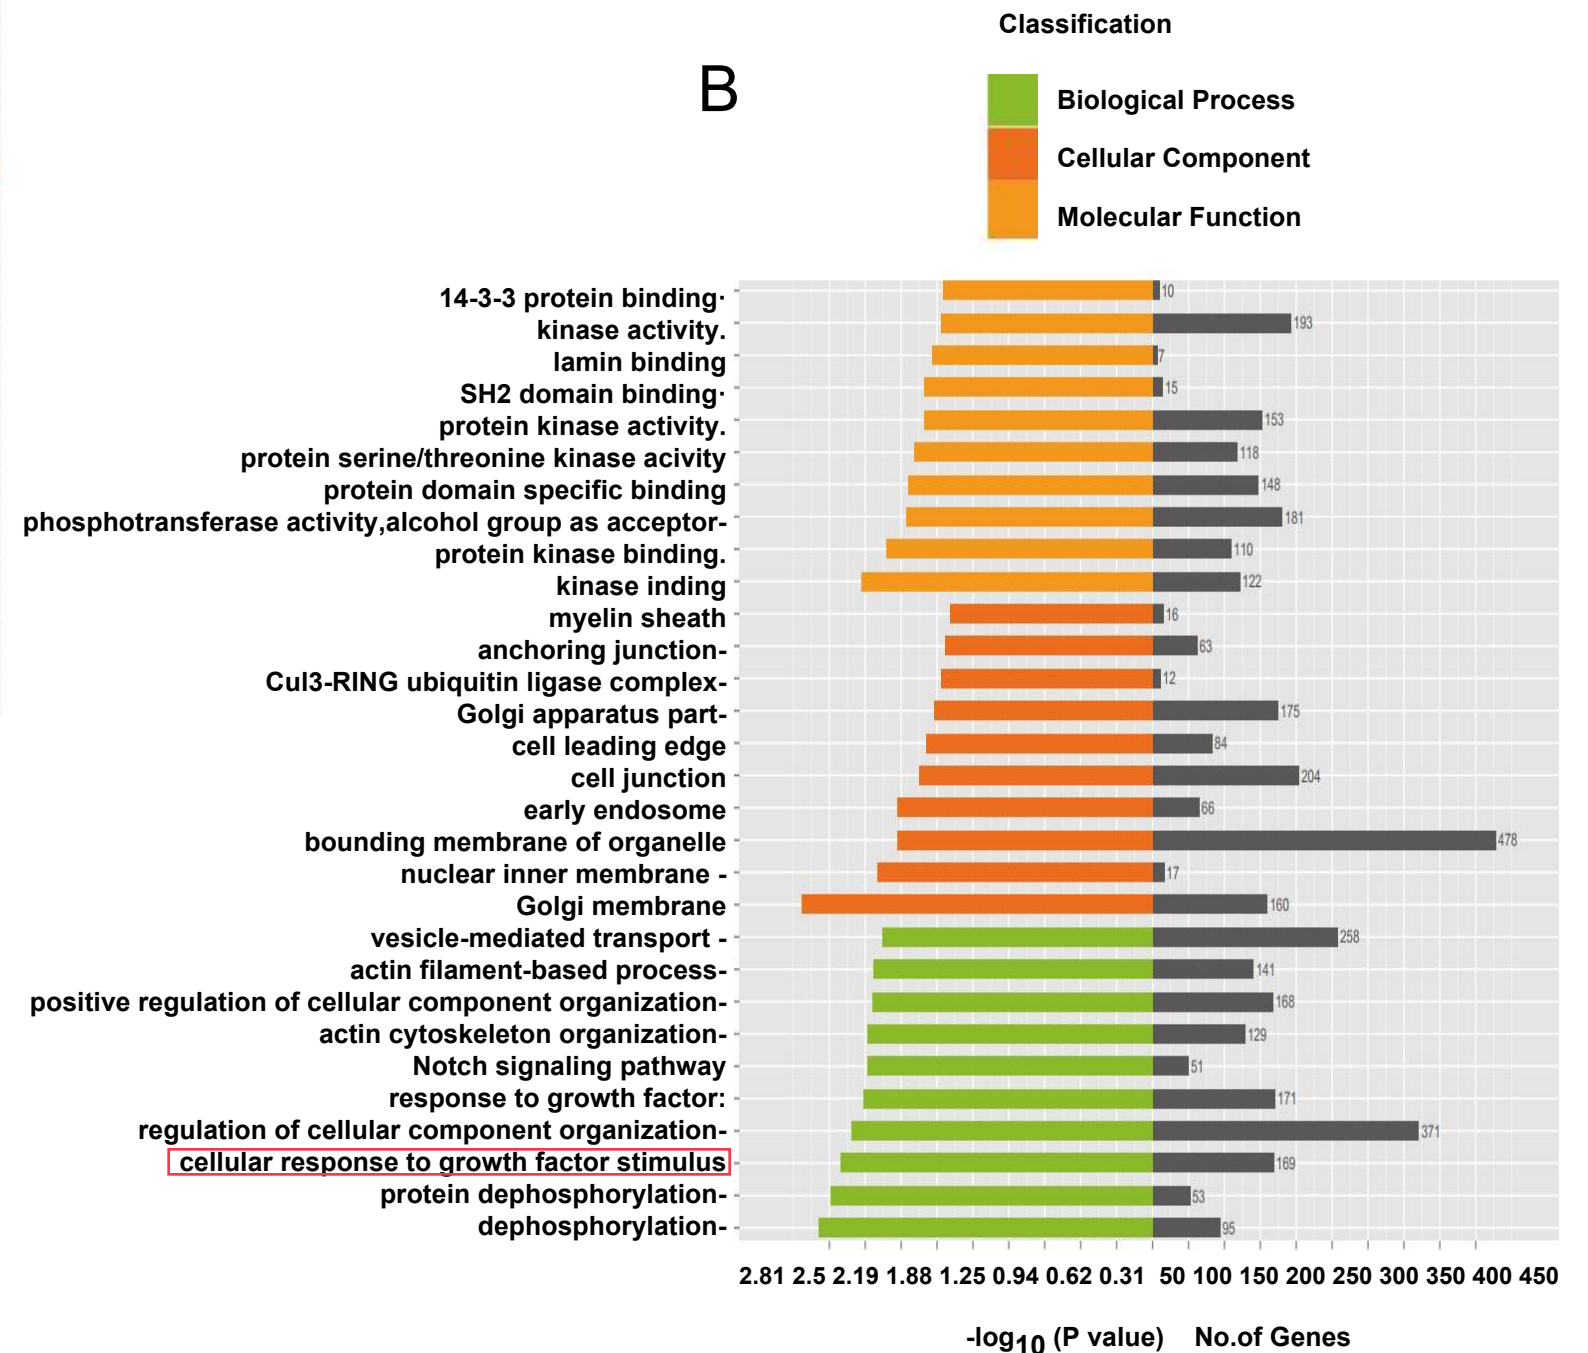 Classification
B
Biological Process
Cellular Component
Molecular Function
14-3-3 protein binding· 10
kinase activity. 193
lamin binding 7
SH2 domain binding· 15
protein kinase activity. 153
protein serine/threonine kinase acivity 118
protein domain specific binding 148
phosphotransferase activity,alcohol group as acceptor- 181
protein kinase binding. 110
kinase inding 122
myelin sheath 16
anchoring junction- 63
Cul3-RING ubiquitin ligase complex- 12
Golgi apparatus part- 175
cell leading edge 84
cell junction 204
early endosome 66
bounding membrane of organelle 478
nuclear inner membrane - 17
Golgi membrane 160
vesicle-mediated transport - 258
actin filament-based process- 141
positive regulation of cellular component organization- 168
actin cytoskeleton organization- 129
Notch signaling pathway 51
response to growth factor: 171
regulation of cellular component organization- 371
cellular response to growth factor stimulus 169
protein dephosphorylation- 53
dephosphorylation- 95
2.81 2.5 2.19 1.88 1.25 0.94 0.62 0.31 50 100 150 200 250 300 350 400 450
-log10 (P value) No.of Genes